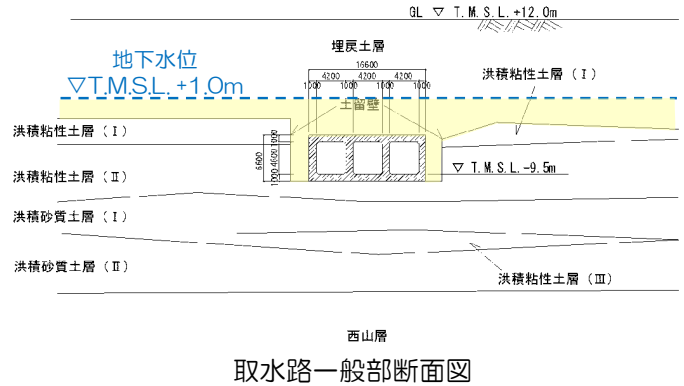 GL ▽ T.M.S.L.+12.0m
埋戻土層
地下水位
▽T.M.S.L.+1.0m
16600
4200 4200 4200
1000 1000 1000 1000
洪積粘性土層（Ⅰ）
土留壁
洪積粘性土層（Ⅰ）
6600
1000 4600 1000
▽ T.M.S.L.-9.5m
洪積粘性土層（Ⅱ）
洪積砂質土層（Ⅰ）
洪積砂質土層（Ⅱ）
洪積粘性土層（Ⅲ）
西山層
取水路一般部断面図